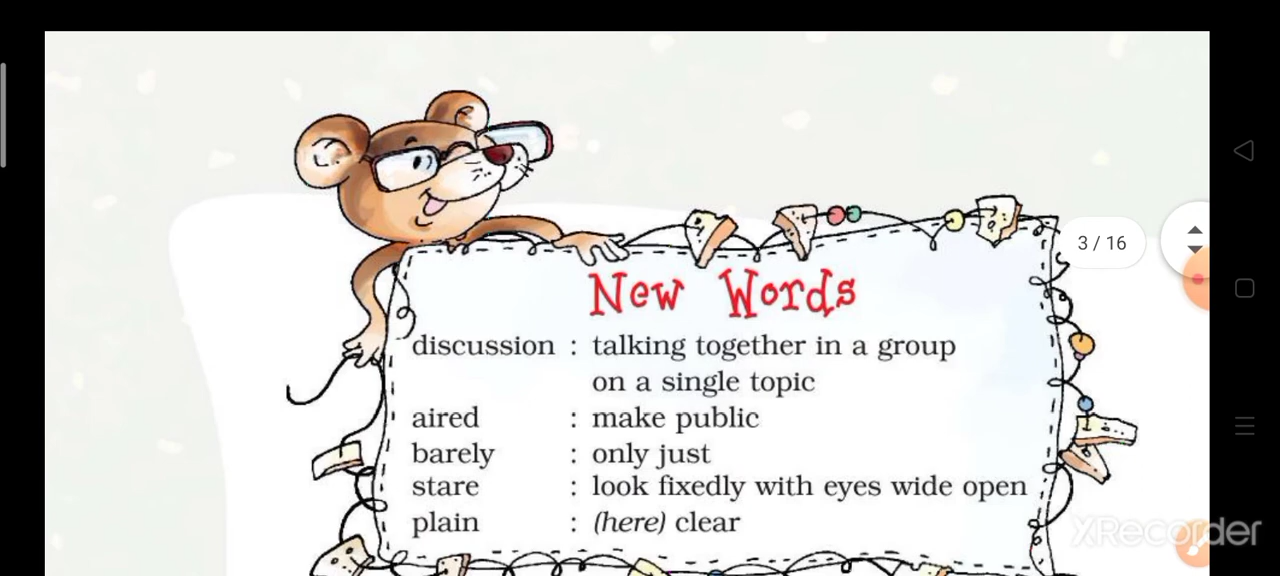 3 / 16
New Words
discussion : talking together in a group
on a single topic
aired : make public
barely : only just
stare : look fixedly with eyes wide open
plain : (here) clear
XRecorder